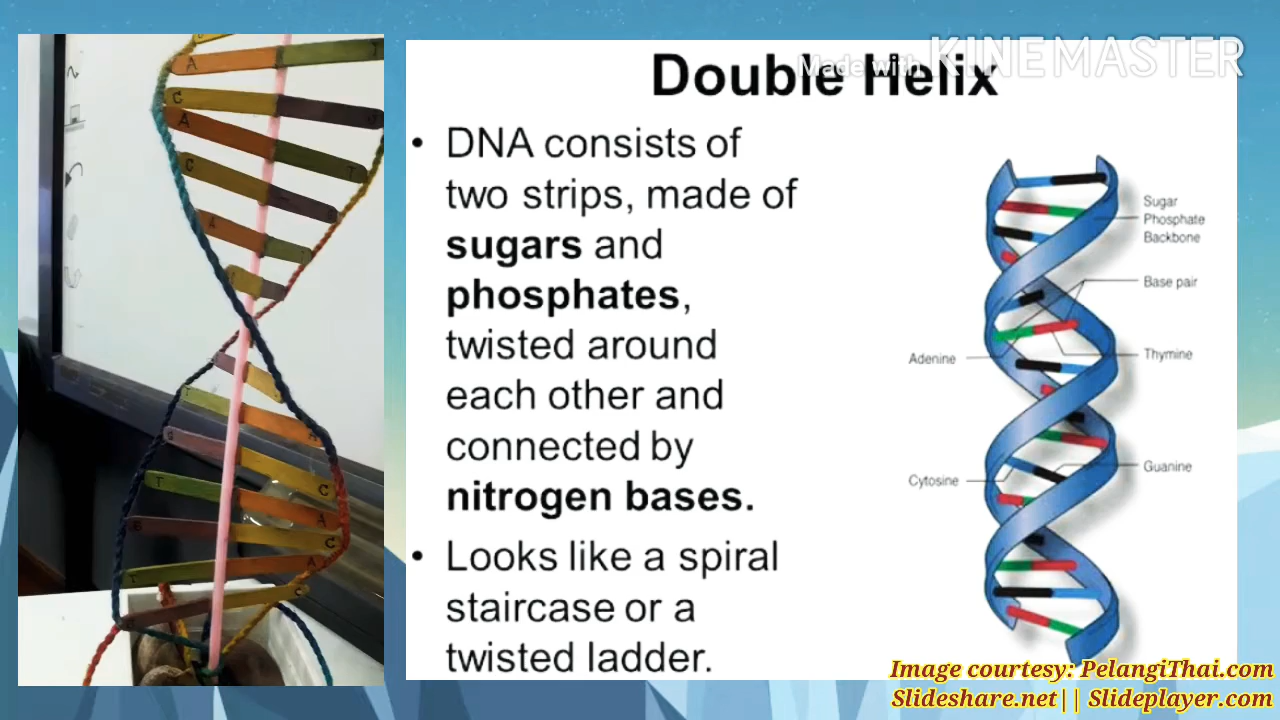 Made with KINEMASTER
Double Helix
• DNA consists of
two strips, made of
sugars and
phosphates,
twisted around
each other and
connected by
nitrogen bases.
• Looks like a spiral
staircase or a
twisted ladder.
Sugar
Phosphate
Backbone
Base pair
Adenine
Thymine
Cytosine
Guanine
A T
C
A
C T
A
T A
C
T
A
G C
T A
C
Image courtesy: PelangiThai.com
Slideshare.net|| Slideplayer.com